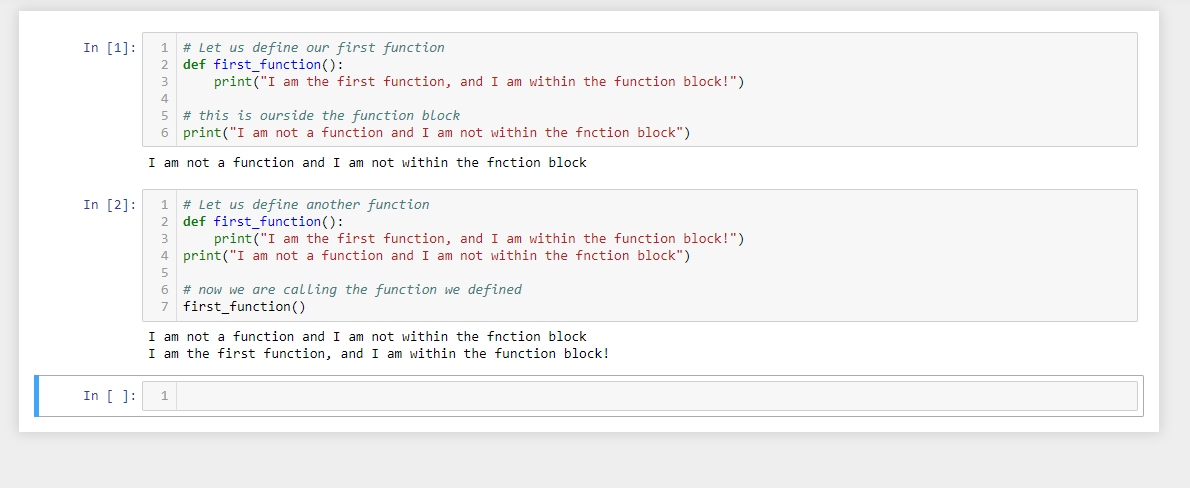 In [1]:
1 # Let us define our first function
2 def first_function():
3     print("I am the first function, and I am within the function block!")
4
5 # this is ourside the function block
6 print("I am not a function and I am not within the fnction block")
I am not a function and I am not within the fnction block
In [2]:
1 # Let us define another function
2 def first_function():
3     print("I am the first function, and I am within the function block!")
4 print("I am not a function and I am not within the fnction block")
5
6 # now we are calling the function we defined
7 first_function()
I am not a function and I am not within the fnction block
I am the first function, and I am within the function block!
In [ ]:
1